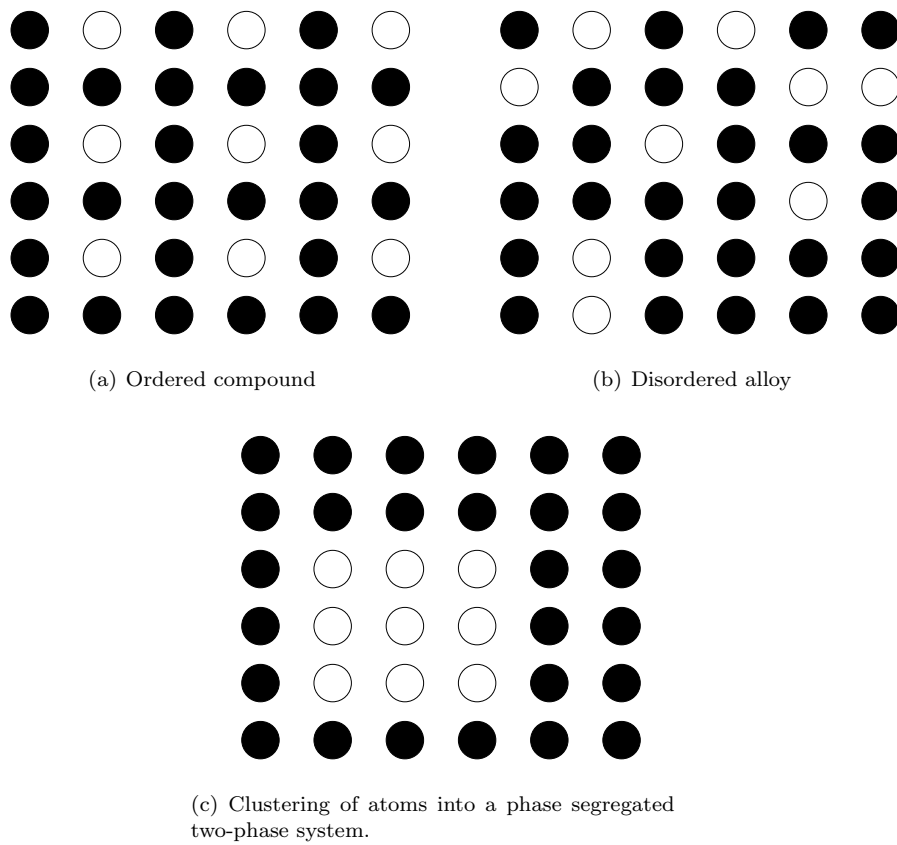 (a) Ordered compound
(b) Disordered alloy
(c) Clustering of atoms into a phase segregated
two-phase system.